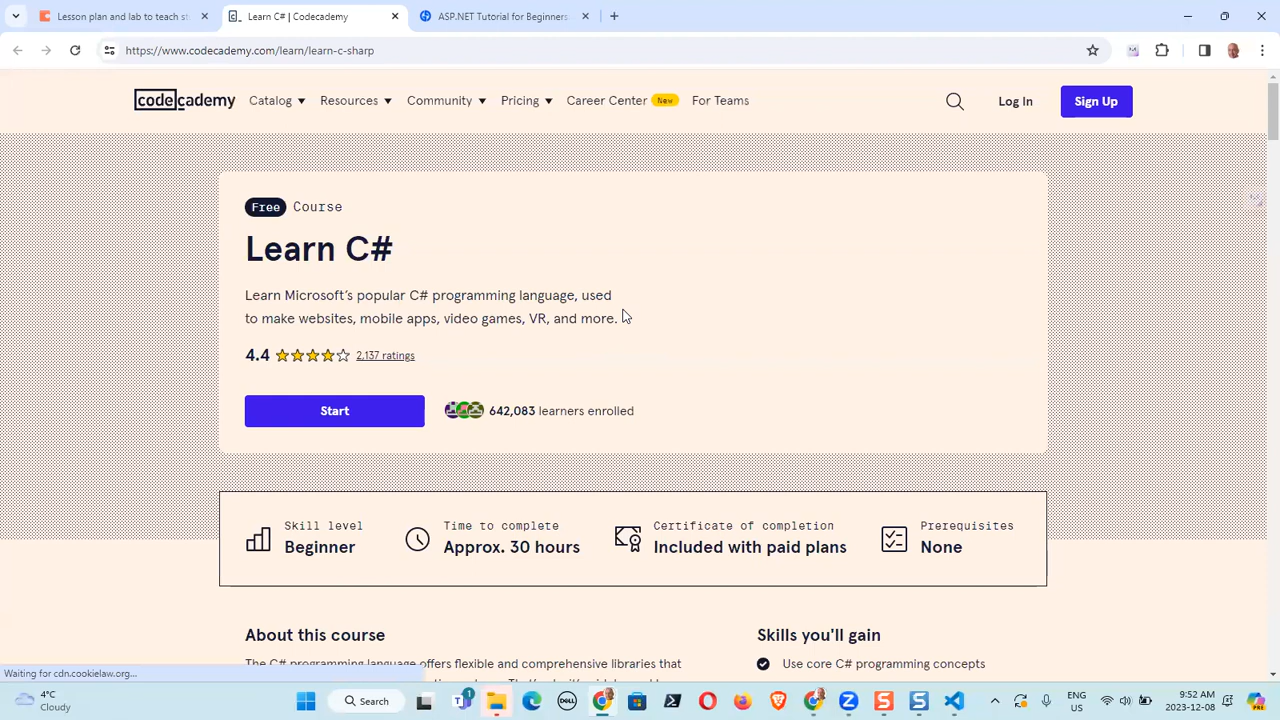 Lesson plan and lab to teach st
Learn C# | Codecademy
ASP.NET Tutorial for Beginners
https://www.codecademy.com/learn/learn-c-sharp
codecademy
Catalog
Resources
Community
Pricing
Career Center
New
For Teams
Log In
Sign Up
Free
Course
Learn C#
Learn Microsoft's popular C# programming language, used
to make websites, mobile apps, video games, VR, and more.
4.4
2,137 ratings
Start
642,083 learners enrolled
Skill level
Beginner
Time to complete
Approx. 30 hours
Certificate of completion
Included with paid plans
Prerequisites
None
About this course
Skills you'll gain
The C# programming language offers flexible and comprehensive libraries that
Use core C# programming concepts
Waiting for cdn.cookielaw.org...
4°C
Cloudy
Search
1
DELL
ENG
US
9:52 AM
2023-12-08